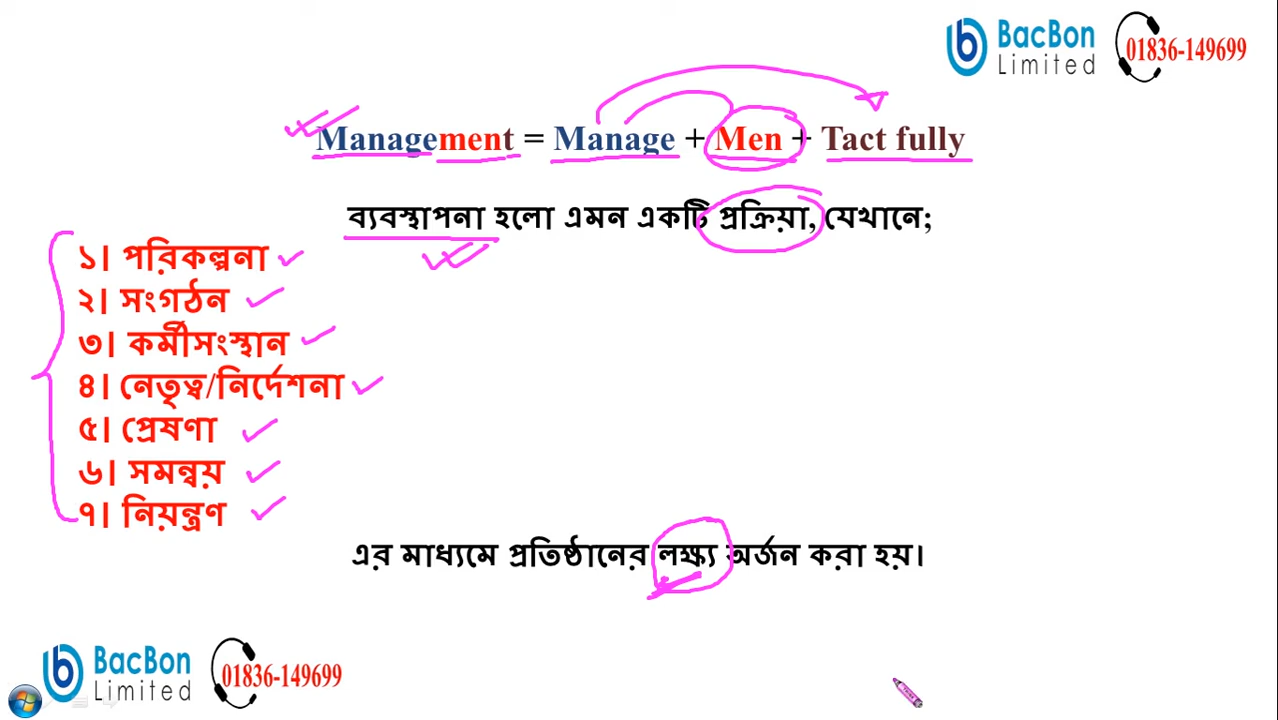 BacBon
Limited
01836-149699
Management = Manage + Men + Tact fully
ব্যবস্থাপনা হলো এমন একটি প্রক্রিয়া, যেখানে;
১। পরিকল্পনা
২। সংগঠন
৩। কর্মীসংস্থান
৪। নেতৃত্ব/নির্দেশনা
৫। প্রেষণা
৬। সমন্বয়
৭। নিয়ন্ত্রণ
এর মাধ্যমে প্রতিষ্ঠানের লক্ষ্য অর্জন করা হয়।
BacBon
Limited
01836-149699